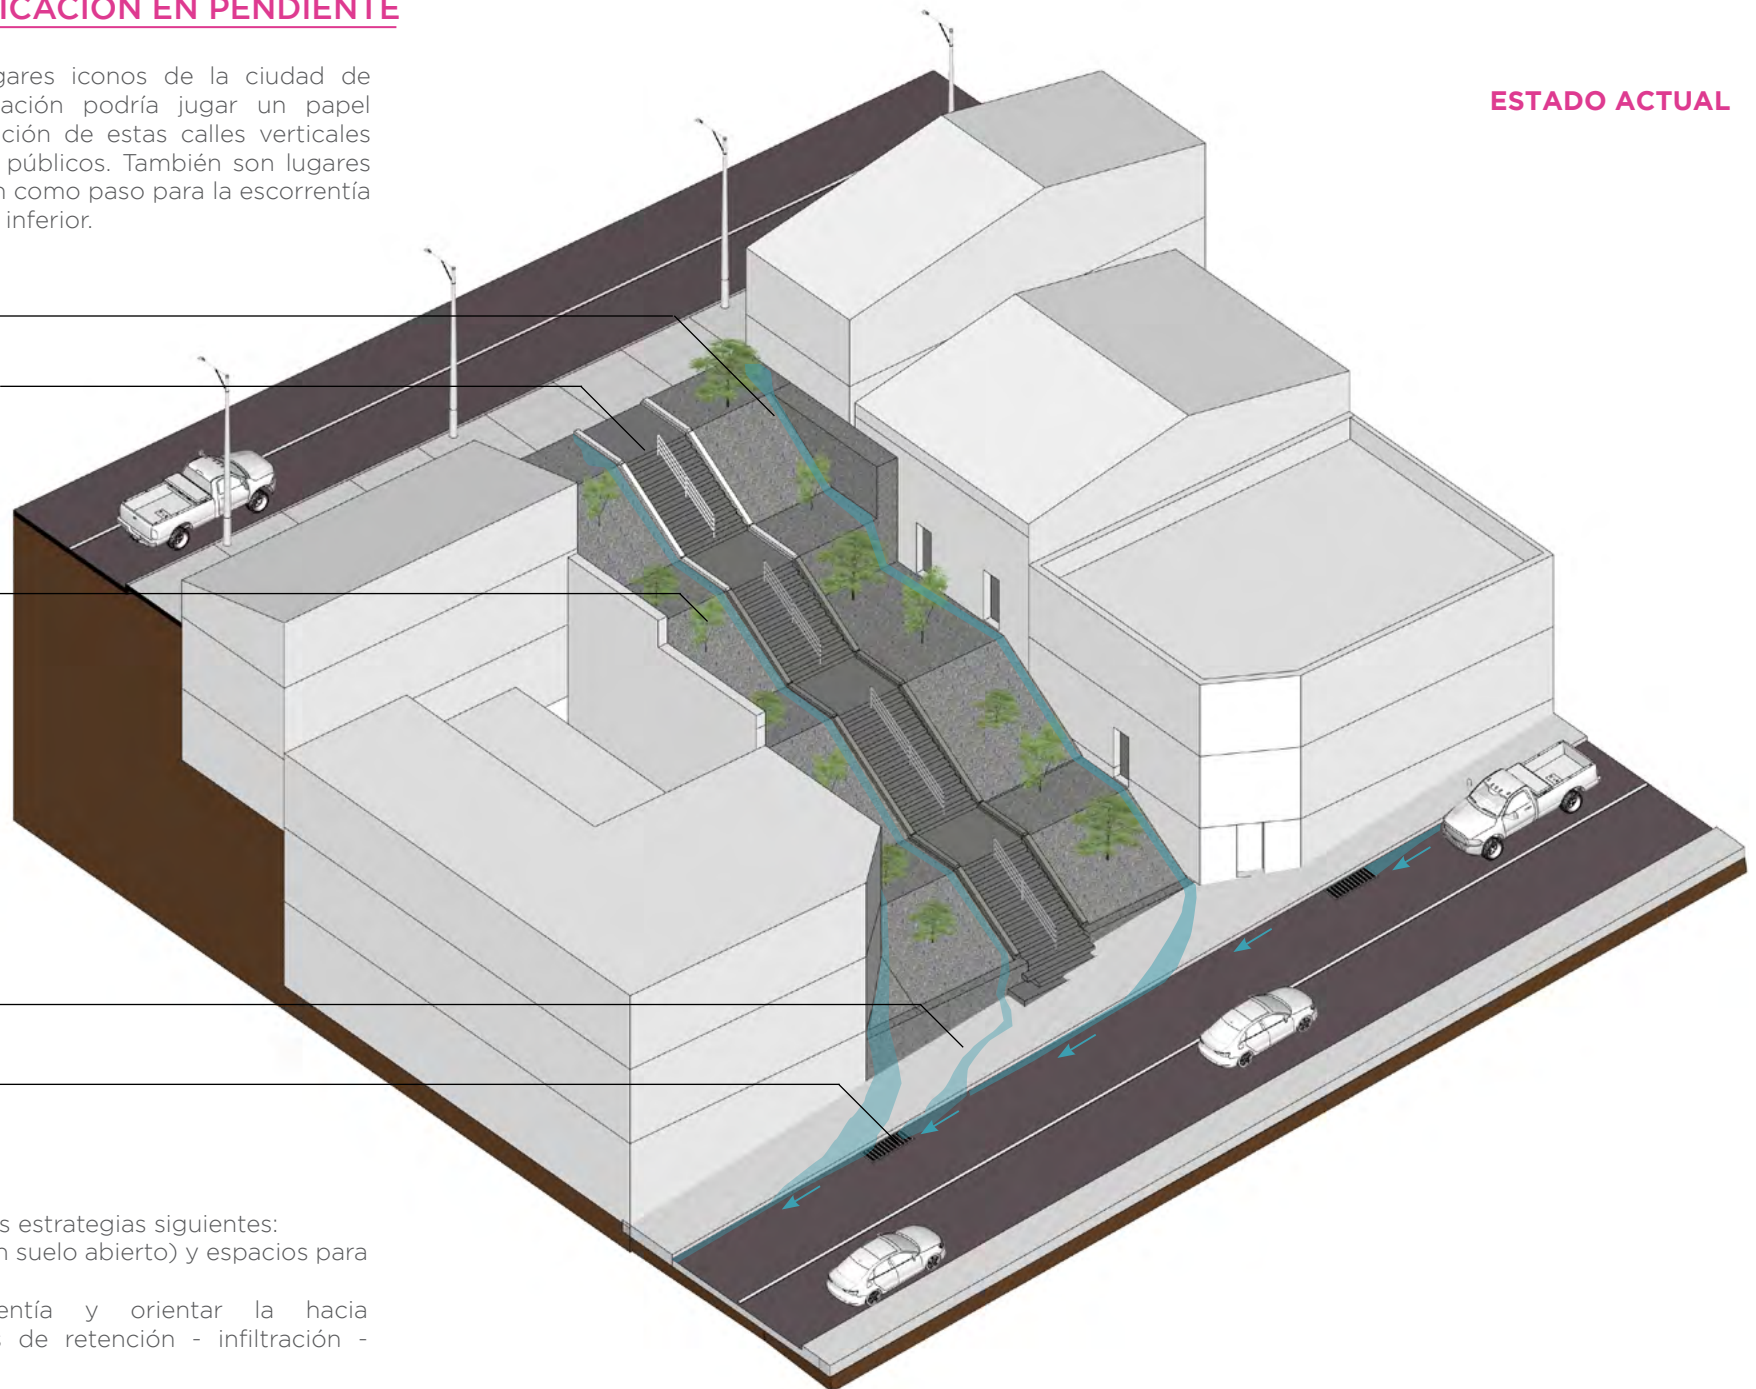 ICACIÓN EN PENDIENTE
ESTADO ACTUAL
gares iconos de la ciudad de
ación podría jugar un papel
ción de estas calles verticales
públicos. También son lugares
n como paso para la escorrentía
inferior.
s estrategias siguientes:
n suelo abierto) y espacios para
entía y orientar la hacia
s de retención - infiltración -